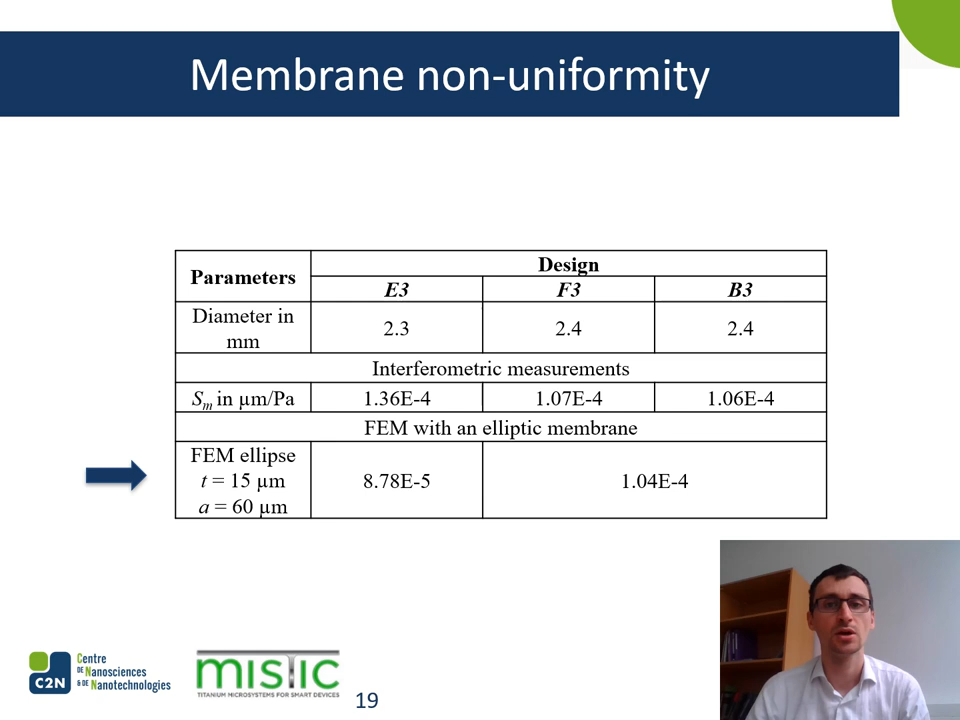 Membrane non-uniformity
Parameters
Design
E3 F3 B3
Diameter in
mm
2.3 2.4 2.4
Interferometric measurements
Sm in µm/Pa 1.36E-4 1.07E-4 1.06E-4
FEM with an elliptic membrane
FEM ellipse
t = 15 µm
a = 60 µm
8.78E-5 1.04E-4
C2N
Centre
DE Nanosciences
& DE Nanotechnologies
MISTIC
TITANIUM MICROSYSTEMS FOR SMART DEVICES
19